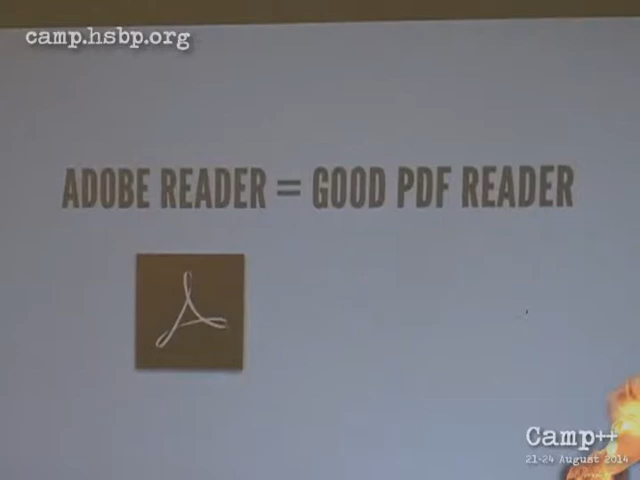 camp.hsbp.org
ADOBE READER = GOOD PDF READER
Camp++
21-24 August 2014